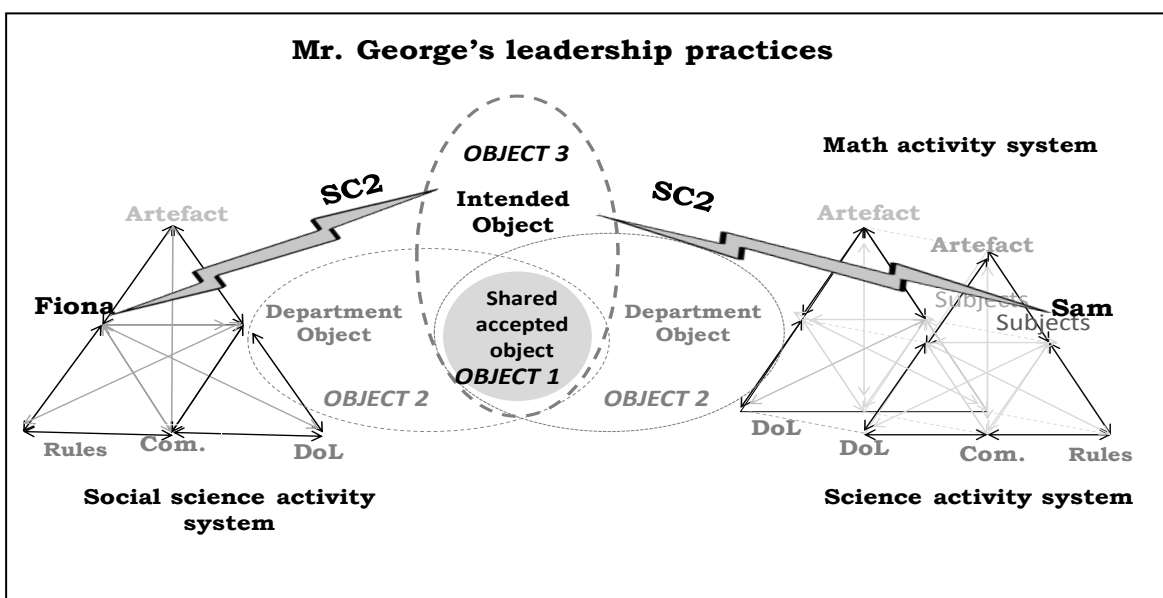 Mr. George's leadership practices
OBJECT 3
Math activity system
SC2
SC2
Intended
Object
Artefact
Artefact
Artefact
Fiona
Department
Object
Shared
accepted
object
OBJECT 1
Department
Object
Subjects
Subjects
Sam
OBJECT 2
OBJECT 2
Rules
Com.
DoL
DoL
DoL
Com.
Rules
Social science activity
system
Science activity system